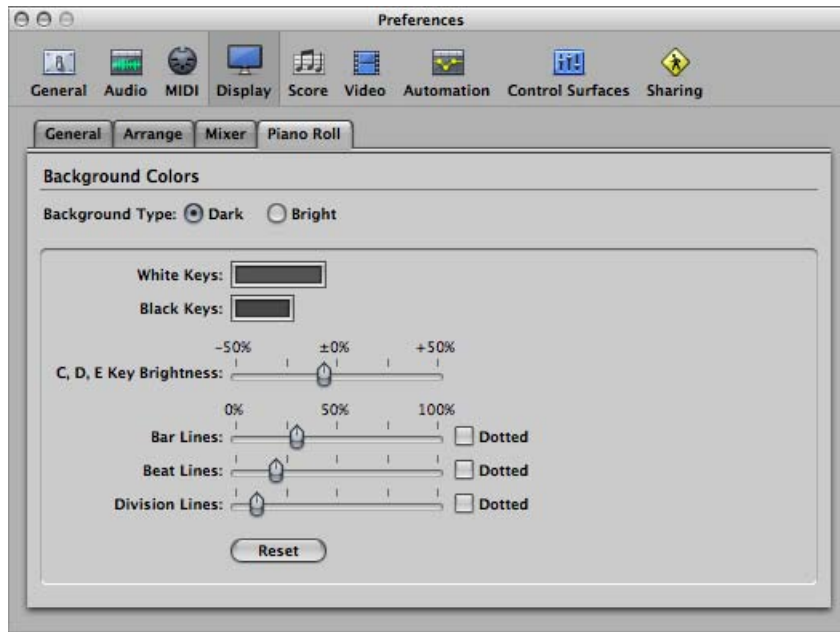 Preferences
General Audio MIDI Display Score Video Automation Control Surfaces Sharing
General Arrange Mixer Piano Roll
Background Colors
Background Type: Dark Bright
White Keys:
Black Keys:
-50% ±0% +50%
C, D, E Key Brightness:
0% 50% 100%
Bar Lines: Dotted
Beat Lines: Dotted
Division Lines: Dotted
Reset